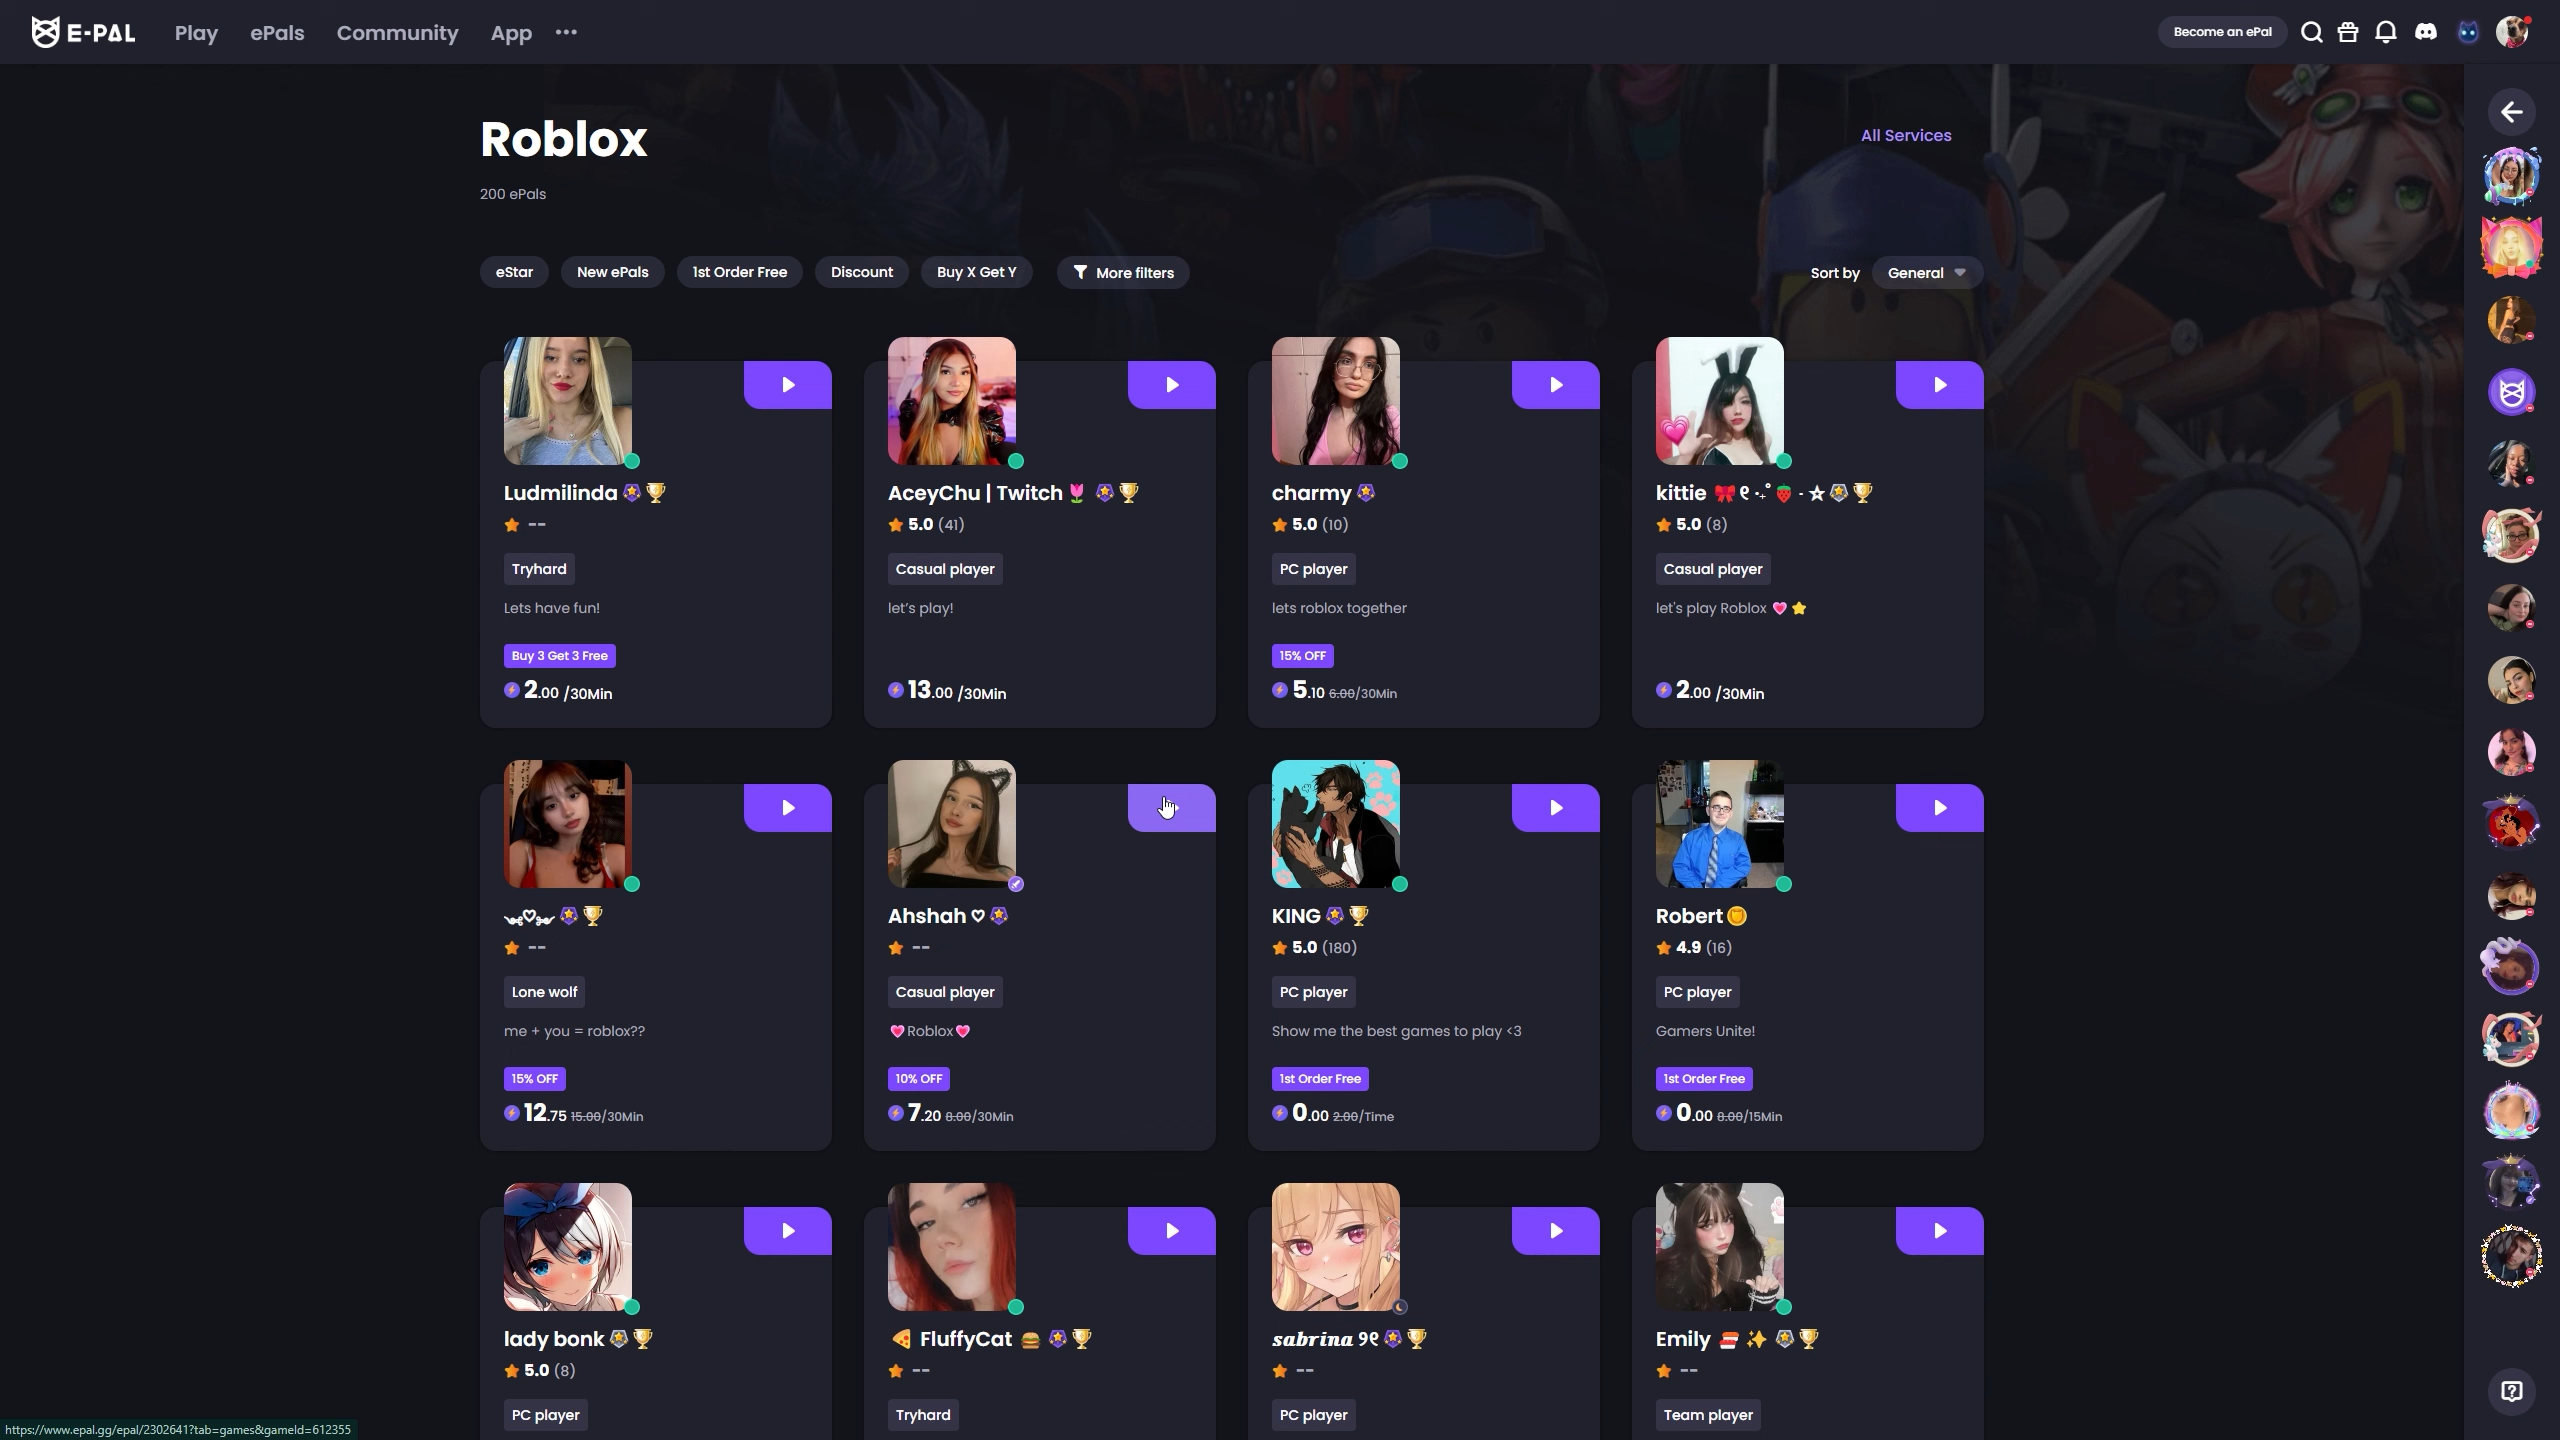 E-PAL Play ePals Community App ••• Become an ePal
Roblox
All Services
200 ePals
eStar New ePals 1st Order Free Discount Buy X Get Y More filters Sort by General
Ludmilinda
--
Tryhard
Lets have fun!
Buy 3 Get 3 Free
2.00 /30Min
AceyChu | Twitch 🌷
5.0 (41)
Casual player
let's play!
13.00 /30Min
charmy
5.0 (10)
PC player
lets roblox together
15% OFF
5.10 6.00/30Min
kittie 🎀 ୧ ‧₊˚ 🍓 ‧ ☆
5.0 (8)
Casual player
let's play Roblox 💗 ⭐
2.00 /30Min
--
Lone wolf
me + you = roblox??
15% OFF
12.75 15.00/30Min
Ahshah ♡
--
Casual player
💗Roblox💗
10% OFF
7.20 8.00/30Min
KING
5.0 (180)
PC player
Show me the best games to play <3
1st Order Free
0.00 2.00/Time
Robert
4.9 (16)
PC player
Gamers Unite!
1st Order Free
0.00 8.00/15Min
lady bonk
5.0 (8)
PC player
🍕 FluffyCat 🍔
--
Tryhard
𝒔𝒂𝒃𝒓𝒊𝒏𝒂 ୨୧
--
PC player
Emily 🍣 ✨
--
Team player
https://www.epal.gg/epal/2302641?tab=games&gameId=612355